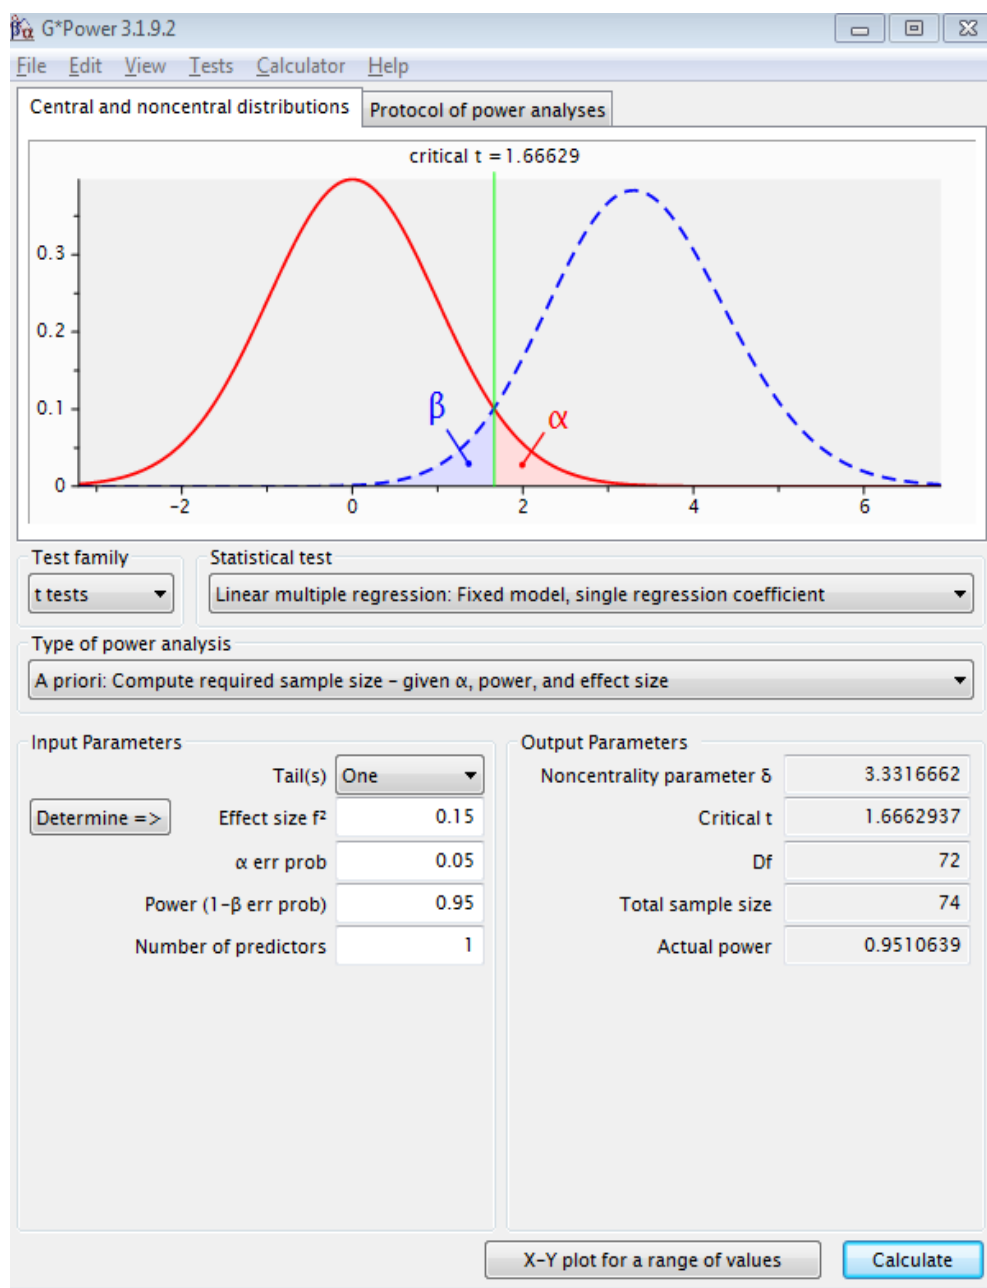 βα G*Power 3.1.9.2
File Edit View Tests Calculator Help
Central and noncentral distributions Protocol of power analyses
critical t = 1.66629
0.3
0.2
0.1
0
β α
-2 0 2 4 6
Test family Statistical test
t tests Linear multiple regression: Fixed model, single regression coefficient
Type of power analysis
A priori: Compute required sample size – given α, power, and effect size
Input Parameters Output Parameters
Tail(s) One Noncentrality parameter δ 3.3316662
Determine => Effect size f² 0.15 Critical t 1.6662937
α err prob 0.05 Df 72
Power (1-β err prob) 0.95 Total sample size 74
Number of predictors 1 Actual power 0.9510639
X-Y plot for a range of values Calculate